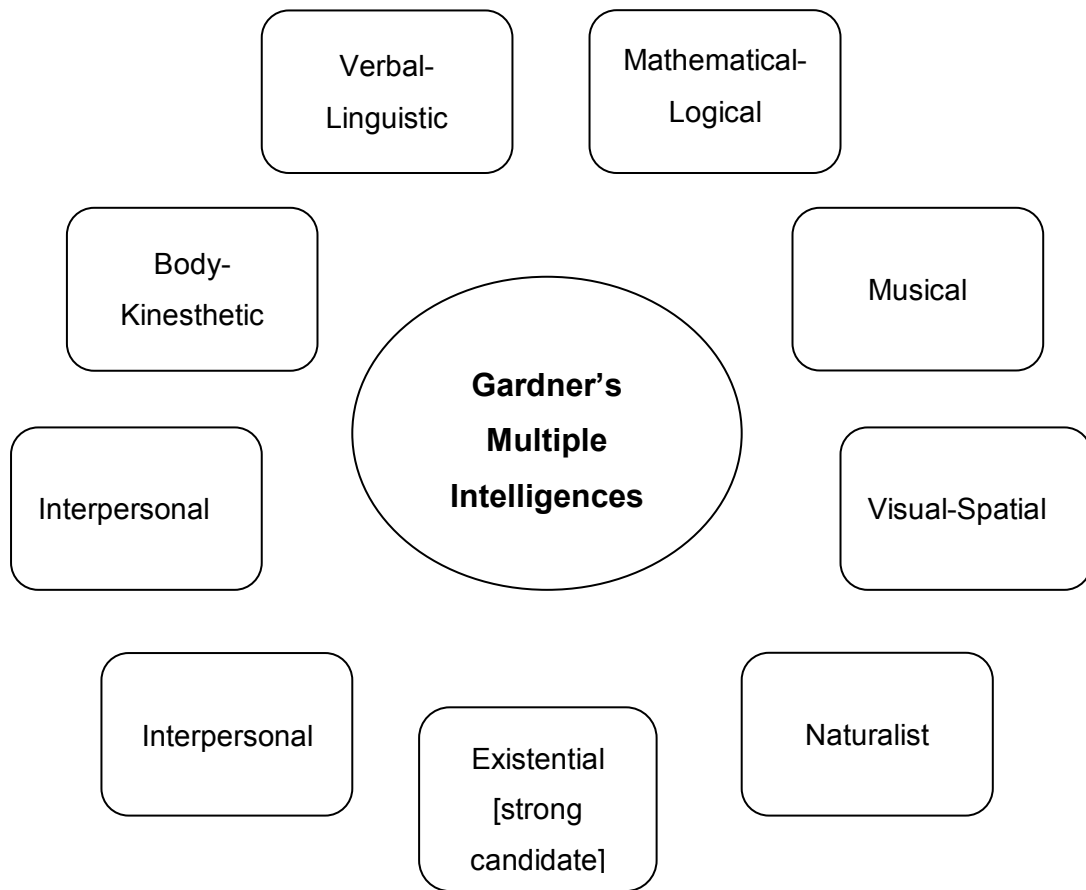 Verbal-
Linguistic
Mathematical-
Logical
Body-
Kinesthetic
Musical
Gardner’s
Multiple
Intelligences
Interpersonal
Visual-Spatial
Interpersonal
Existential
[strong
candidate]
Naturalist